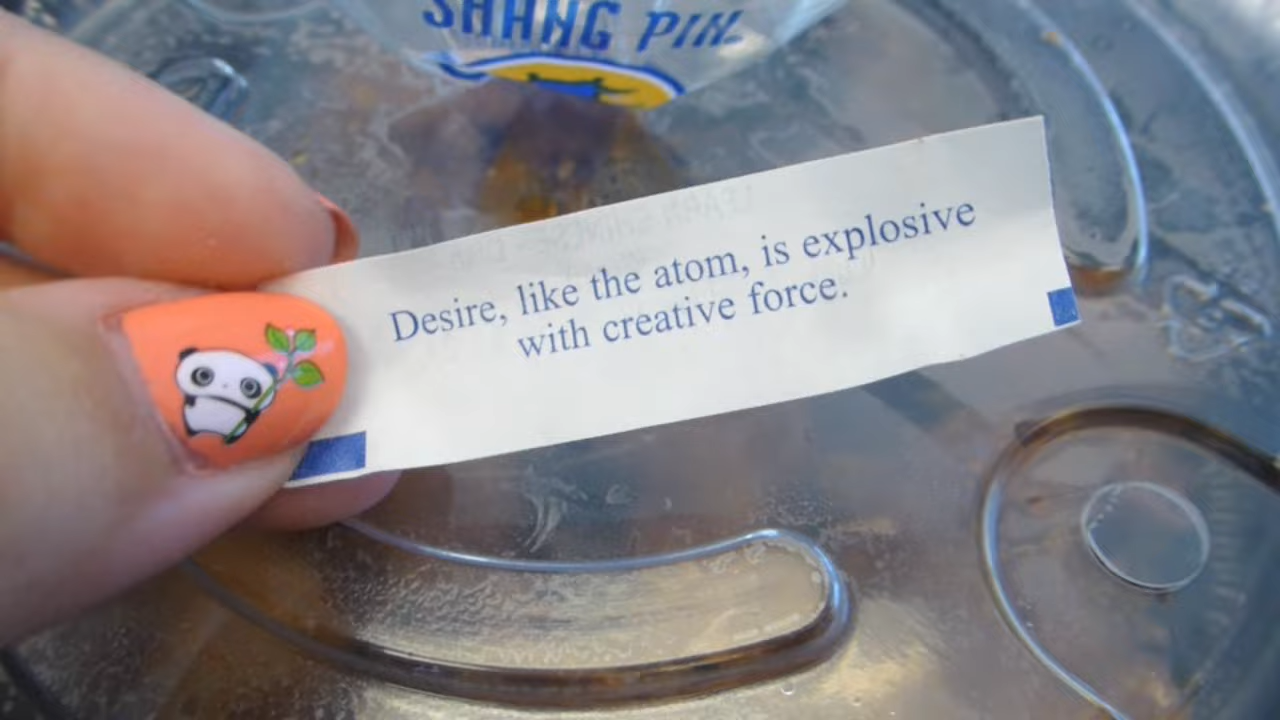 SHANG PIN
Desire, like the atom, is explosive
with creative force.